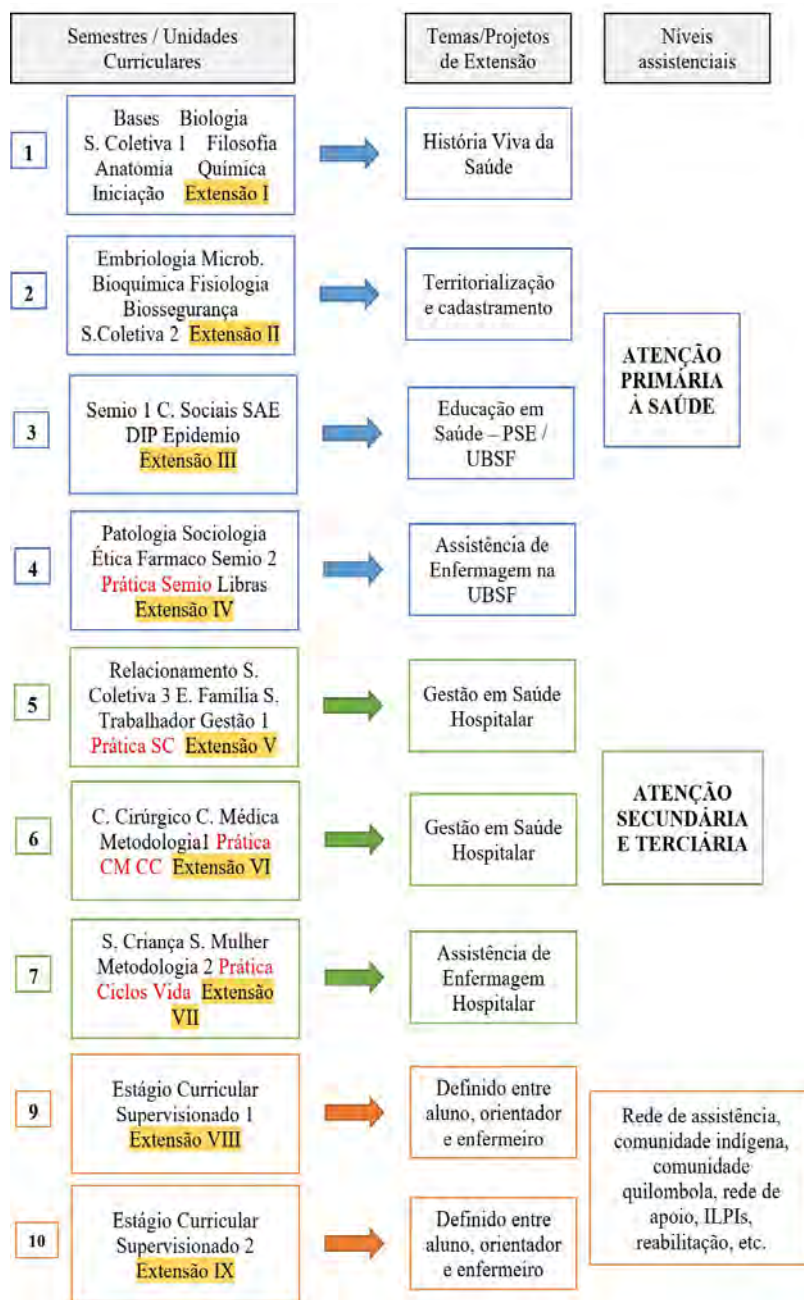 Semestres / Unidades
Curriculares
Temas/Projetos
de Extensão
Níveis
assistenciais
1
Bases Biologia
S. Coletiva 1 Filosofia
Anatomia Química
Iniciação Extensão I
História Viva da
Saúde
2
Embriologia Microb.
Bioquímica Fisiologia
Biossegurança
S.Coletiva 2 Extensão II
Territorialização
e cadastramento
ATENÇÃO
PRIMÁRIA
À SAÚDE
3
Semio 1 C. Sociais SAE
DIP Epidemio
Extensão III
Educação em
Saúde – PSE /
UBSF
4
Patologia Sociologia
Ética Farmaco Semio 2
Prática Semio Libras
Extensão IV
Assistência de
Enfermagem na
UBSF
5
Relacionamento S.
Coletiva 3 E. Família S.
Trabalhador Gestão 1
Prática SC Extensão V
Gestão em Saúde
Hospitalar
ATENÇÃO
SECUNDÁRIA
E TERCIÁRIA
6
C. Cirúrgico C. Médica
Metodologia1 Prática
CM CC Extensão VI
Gestão em Saúde
Hospitalar
7
S. Criança S. Mulher
Metodologia 2 Prática
Ciclos Vida Extensão
VII
Assistência de
Enfermagem
Hospitalar
9
Estágio Curricular
Supervisionado 1
Extensão VIII
Definido entre
aluno, orientador
e enfermeiro
Rede de assistência,
comunidade indígena,
comunidade
quilombola, rede de
apoio, ILPIs,
reabilitação, etc.
10
Estágio Curricular
Supervisionado 2
Extensão IX
Definido entre
aluno, orientador
e enfermeiro